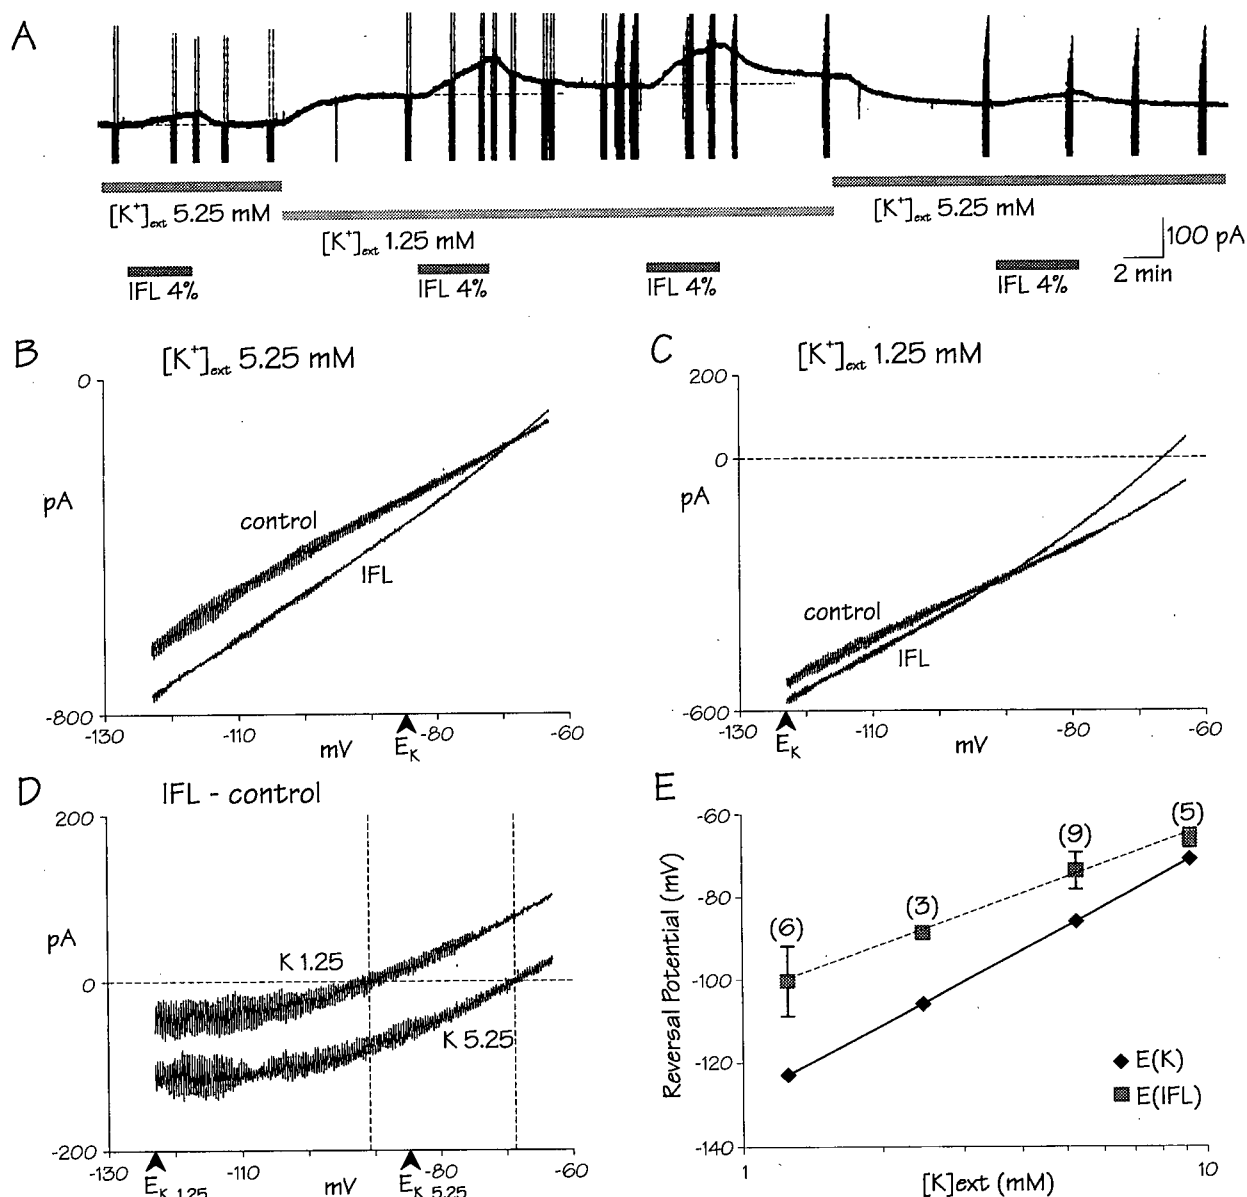 A
[K⁺]ext 5.25 mM
[K⁺]ext 5.25 mM
[K⁺]ext 1.25 mM
100 pA
2 min
IFL 4%
IFL 4%
IFL 4%
IFL 4%
B
[K⁺]ext 5.25 mM
0
pA
control
IFL
-800
-130
-110
mV
EK
-80
-60
C
[K⁺]ext 1.25 mM
200
0
pA
control
IFL
-600
-130
EK
-110
mV
-80
-60
D
IFL - control
200
pA
0
K 1.25
K 5.25
-200
-130
EK 1.25
-110
mV
EK 5.25
-80
-60
E
Reversal Potential (mV)
-60
-80
-100
-120
-140
(6)
(3)
(9)
(5)
E(K)
E(IFL)
1
10
[K]ext (mM)